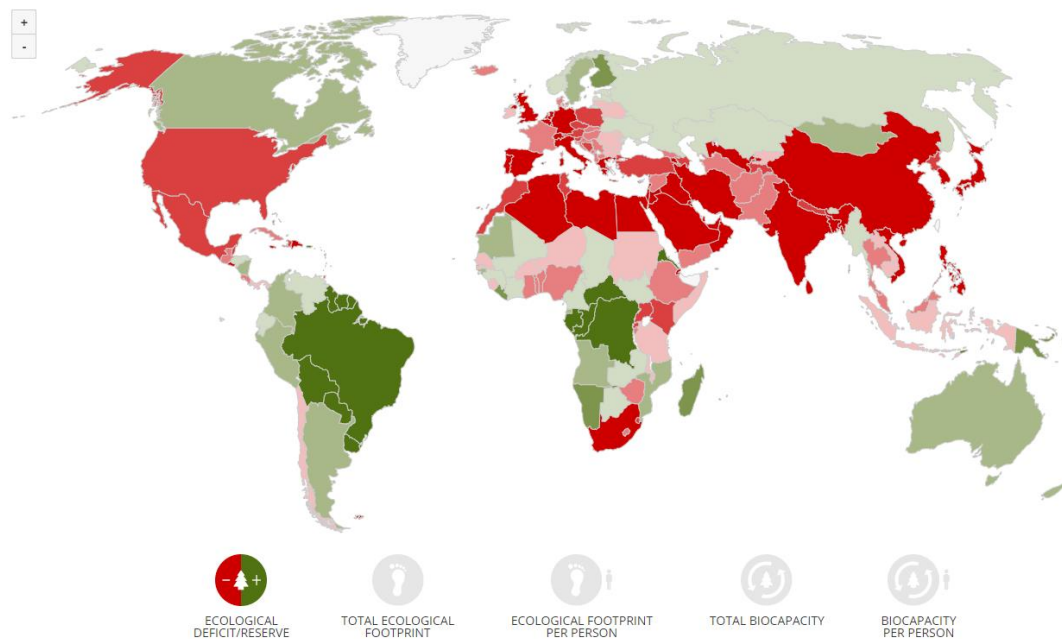 +
-
- +
ECOLOGICAL
DEFICIT/RESERVE
TOTAL ECOLOGICAL
FOOTPRINT
ECOLOGICAL FOOTPRINT
PER PERSON
TOTAL BIOCAPACITY
BIOCAPACITY
PER PERSON